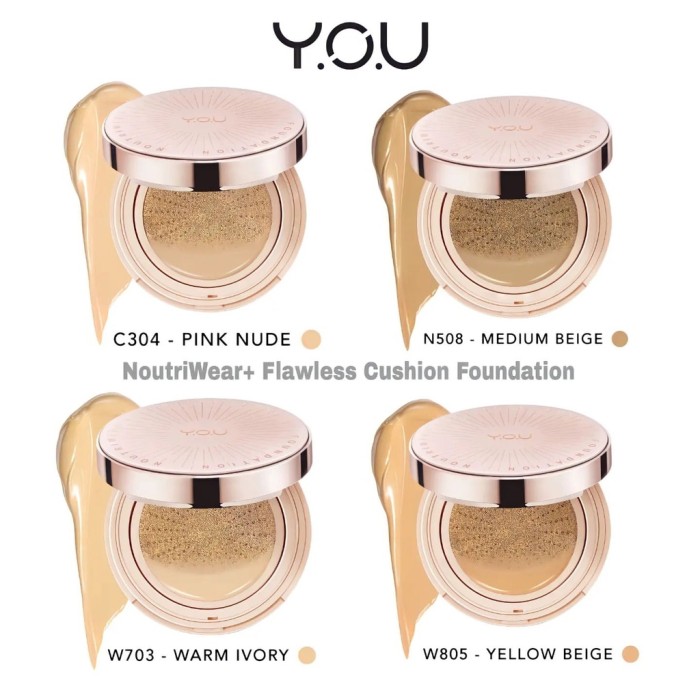 Y.O.U
Y.O.U
Y.O.U
C304 - PINK NUDE
N508 - MEDIUM BEIGE
NoutriWear+ Flawless Cushion Foundation
Y.O.U
Y.O.U
W703 - WARM IVORY
W805 - YELLOW BEIGE